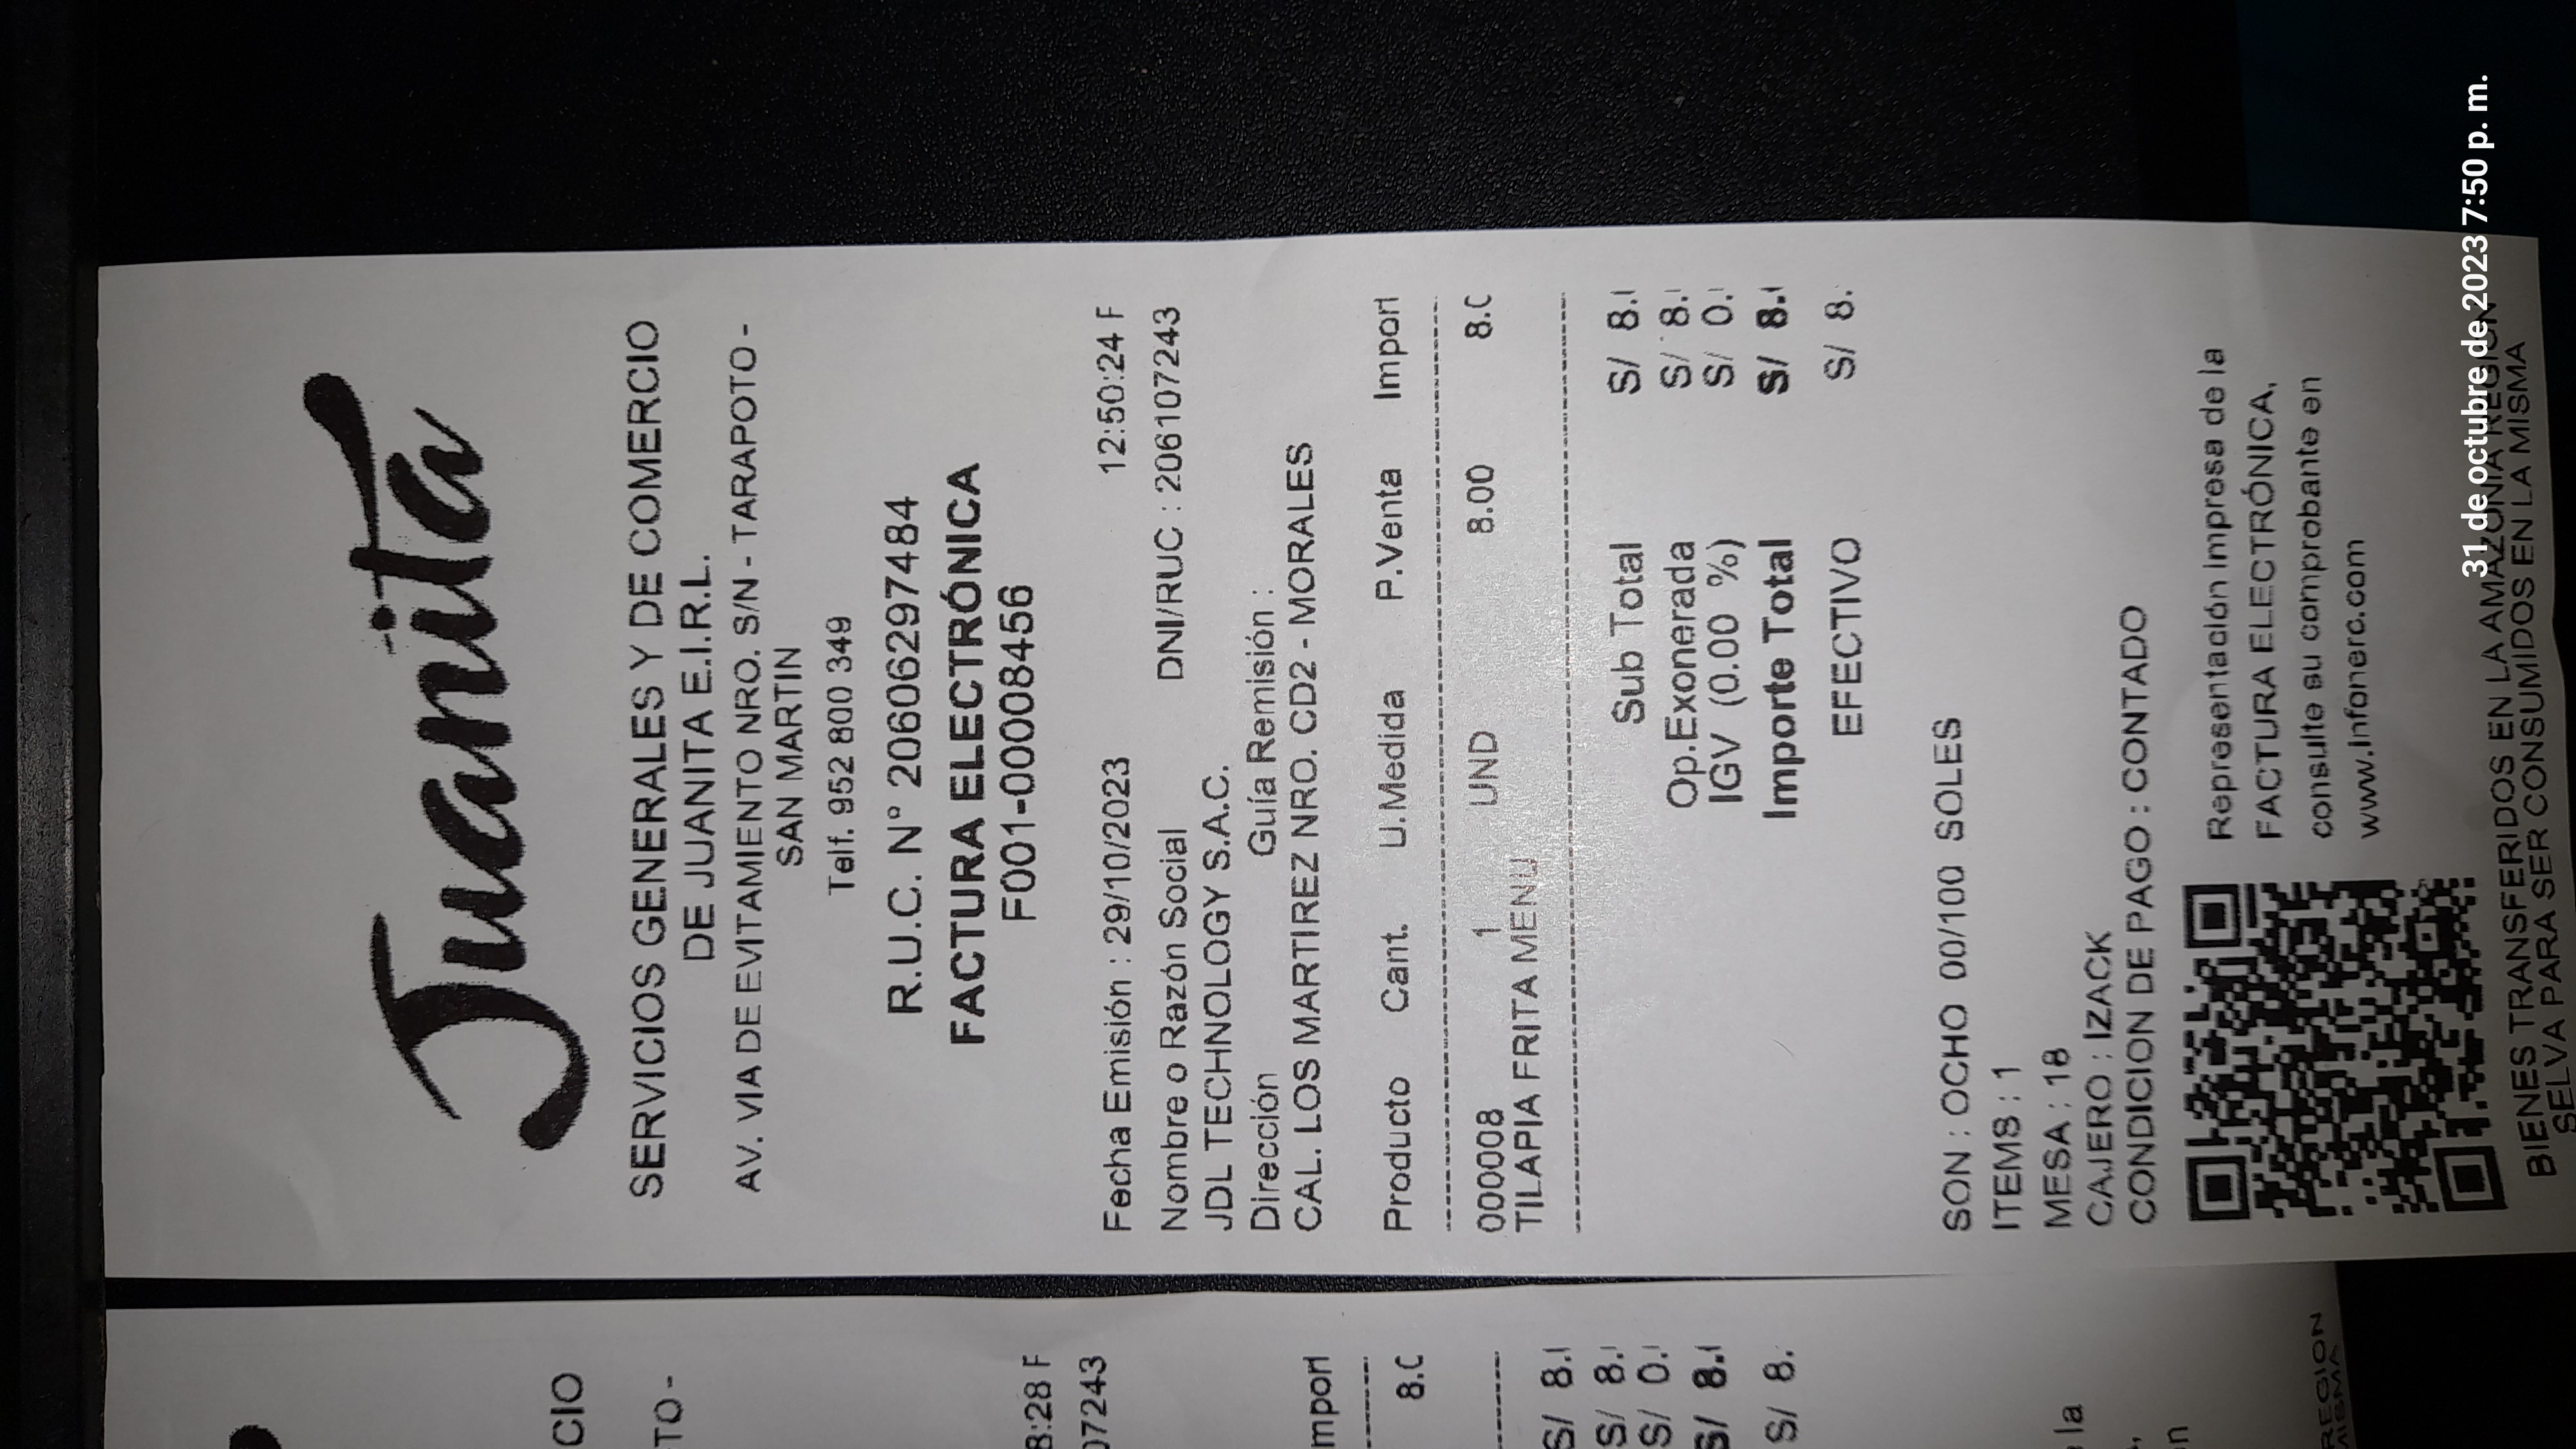 Juanita
SERVICIOS GENERALES Y DE COMERCIO
DE JUANITA E.I.R.L.
AV. VIA DE EVITAMIENTO NRO. S/N - TARAPOTO -
SAN MARTIN
Telf. 952 800 349
R.U.C. N° 20606297484
FACTURA ELECTRÓNICA
F001-00008456
Fecha Emisión : 29/10/2023 12:50:24 F
Nombre o Razón Social DNI/RUC : 206107243
JDL TECHNOLOGY S.A.C.
Dirección Guía Remisión :
CAL. LOS MARTIREZ NRO. CD2 - MORALES
Producto Cant. U.Medida P.Venta Import
000008 1 UND 8.00 8.0
TILAPIA FRITA MENU
Sub Total S/ 8.
Op.Exonerada S/ 8.
IGV (0.00 %) S/ 0.
Importe Total S/ 8.
EFECTIVO S/ 8.
SON : OCHO 00/100 SOLES
ITEMS : 1
MESA : 18
CAJERO : IZACK
CONDICION DE PAGO : CONTADO
Representación impresa de la
FACTURA ELECTRÓNICA,
consulte su comprobante en
www.infonerc.com
BIENES TRANSFERIDOS EN LA AMAZONIA REGION
SELVA PARA SER CONSUMIDOS EN LA MISMA
31 de octubre de 2023 7:50 p. m.
CIO
TO -
8:28 F
07243
mport
8.0
S/ 8.
S/ 8.
S/ 0.
S/ 8.
S/ 8.
la
n
REGION
MISMA